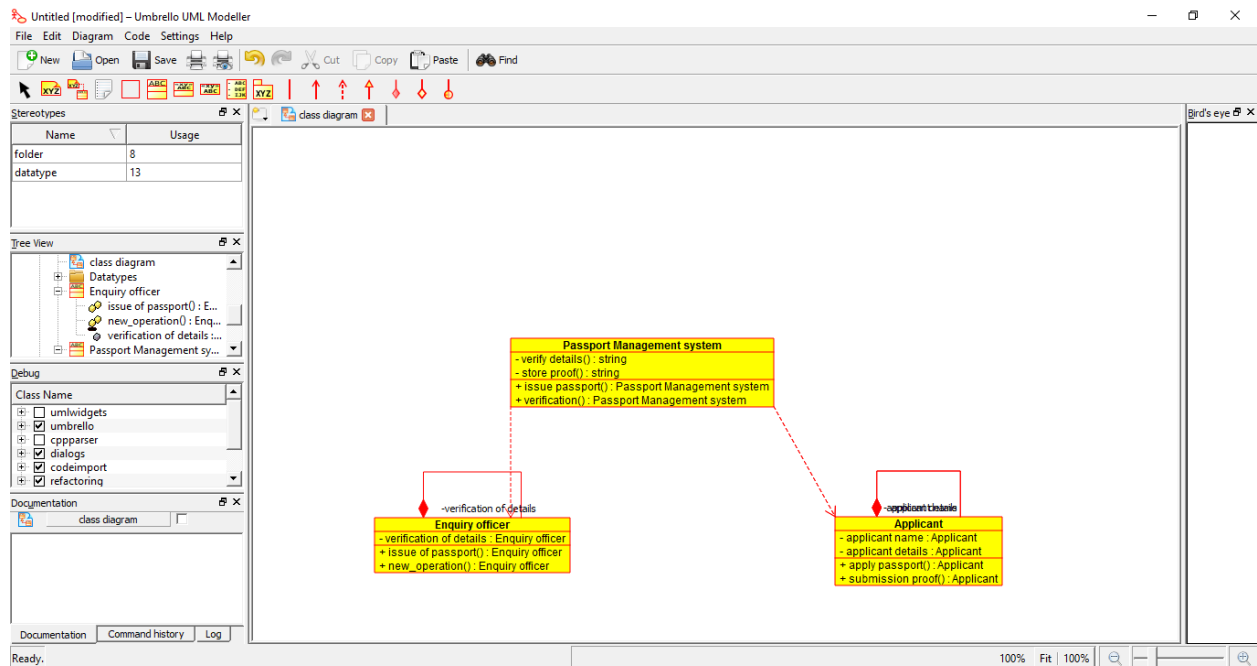 Untitled [modified] – Umbrello UML Modeller
File Edit Diagram Code Settings Help
New Open Save Cut Copy Paste Find
Stereotypes
Name Usage
folder 8
datatype 13
Tree View
class diagram
Datatypes
Enquiry officer
issue of passport() : E...
new_operation() : Enq...
verification of details :...
Passport Management sy...
Debug
Class Name
umlwidgets
umbrello
cppparser
dialogs
codeimport
refactoring
Documentation
class diagram
Documentation Command history Log
Ready.
class diagram
Passport Management system
- verify details() : string
- store proof() : string
+ issue passport() : Passport Management system
+ verification() : Passport Management system
-verification of details
Enquiry officer
- verification of details : Enquiry officer
+ issue of passport() : Enquiry officer
+ new_operation() : Enquiry officer
Applicant
- applicant name : Applicant
- applicant details : Applicant
+ apply passport() : Applicant
+ submission proof() : Applicant
Bird's eye
100% Fit 100%